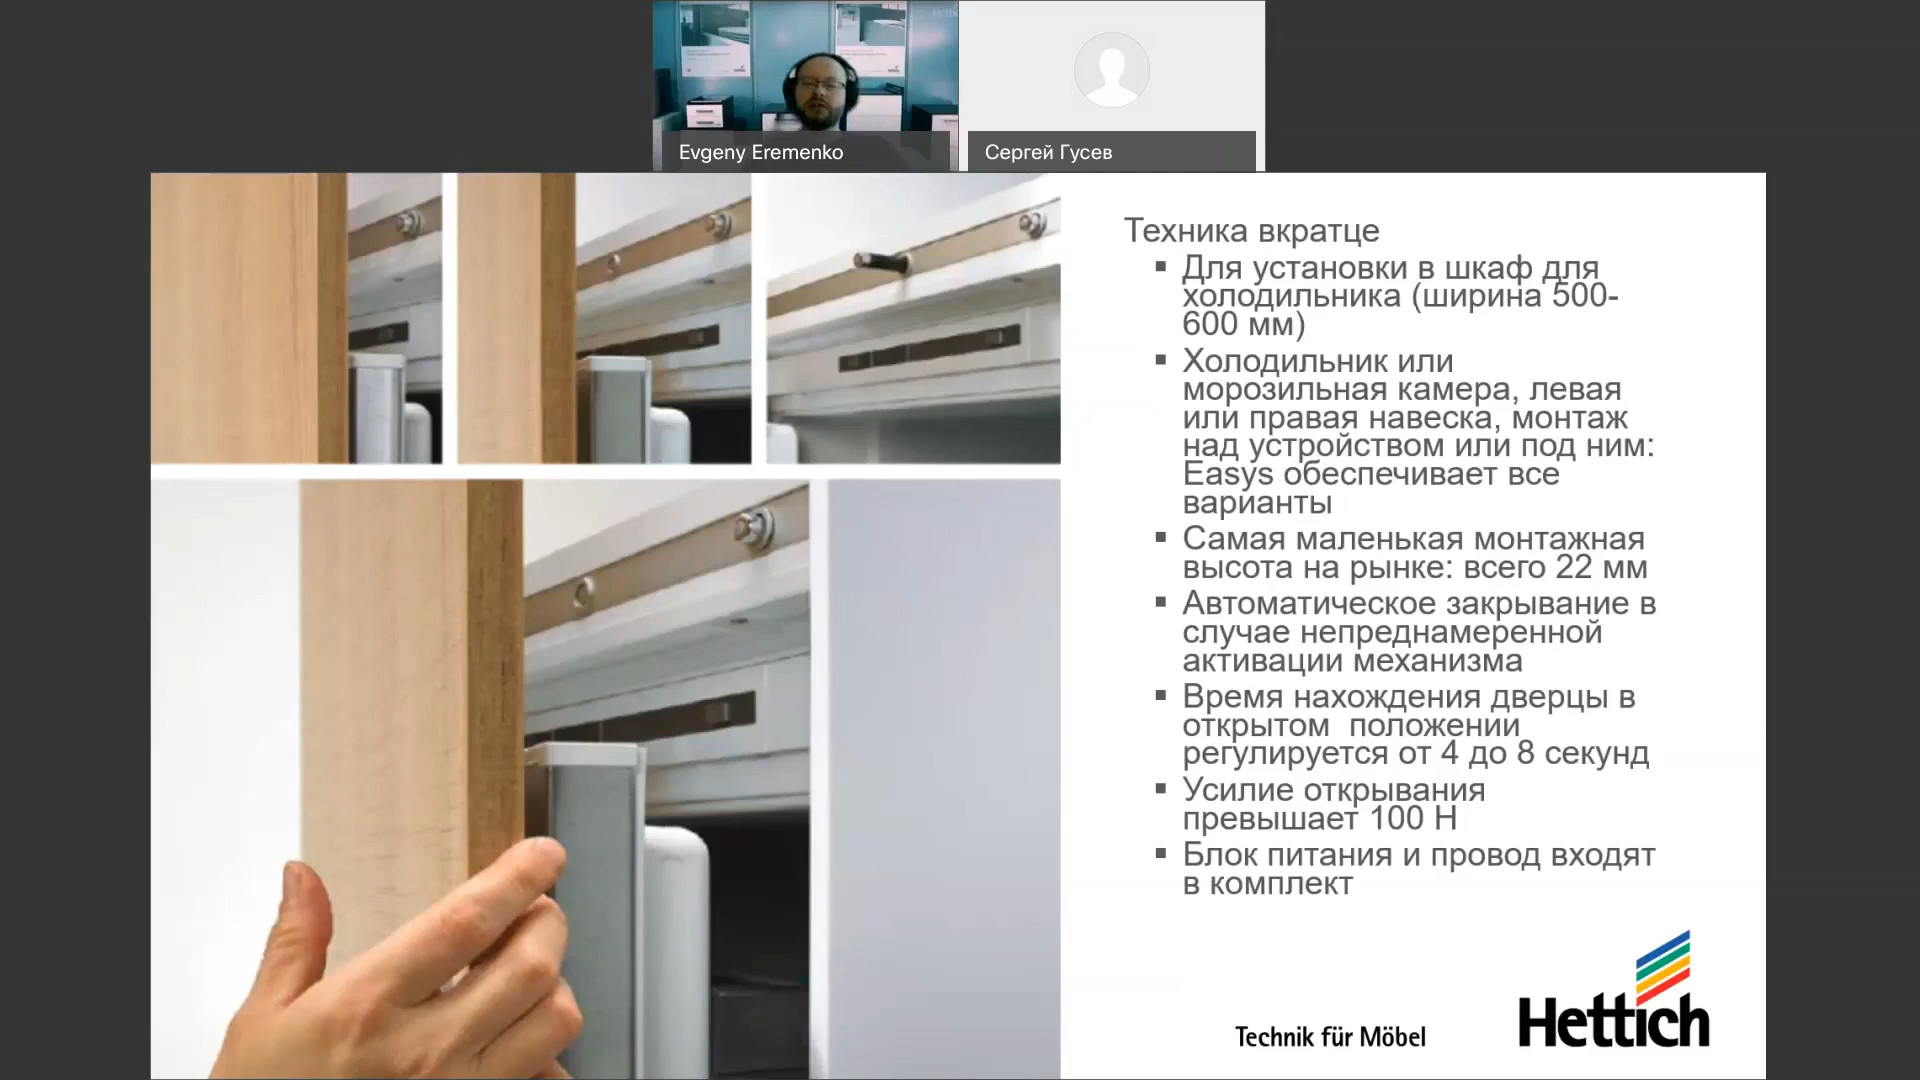 Evgeny Eremenko
Сергей Гусев
Техника вкратце
▪ Для установки в шкаф для
холодильника (ширина 500-
600 мм)
▪ Холодильник или
морозильная камера, левая
или правая навеска, монтаж
над устройством или под ним:
Easys обеспечивает все
варианты
▪ Самая маленькая монтажная
высота на рынке: всего 22 мм
▪ Автоматическое закрывание в
случае непреднамеренной
активации механизма
▪ Время нахождения дверцы в
открытом  положении
регулируется от 4 до 8 секунд
▪ Усилие открывания
превышает 100 Н
▪ Блок питания и провод входят
в комплект
Technik für Möbel
Hettich